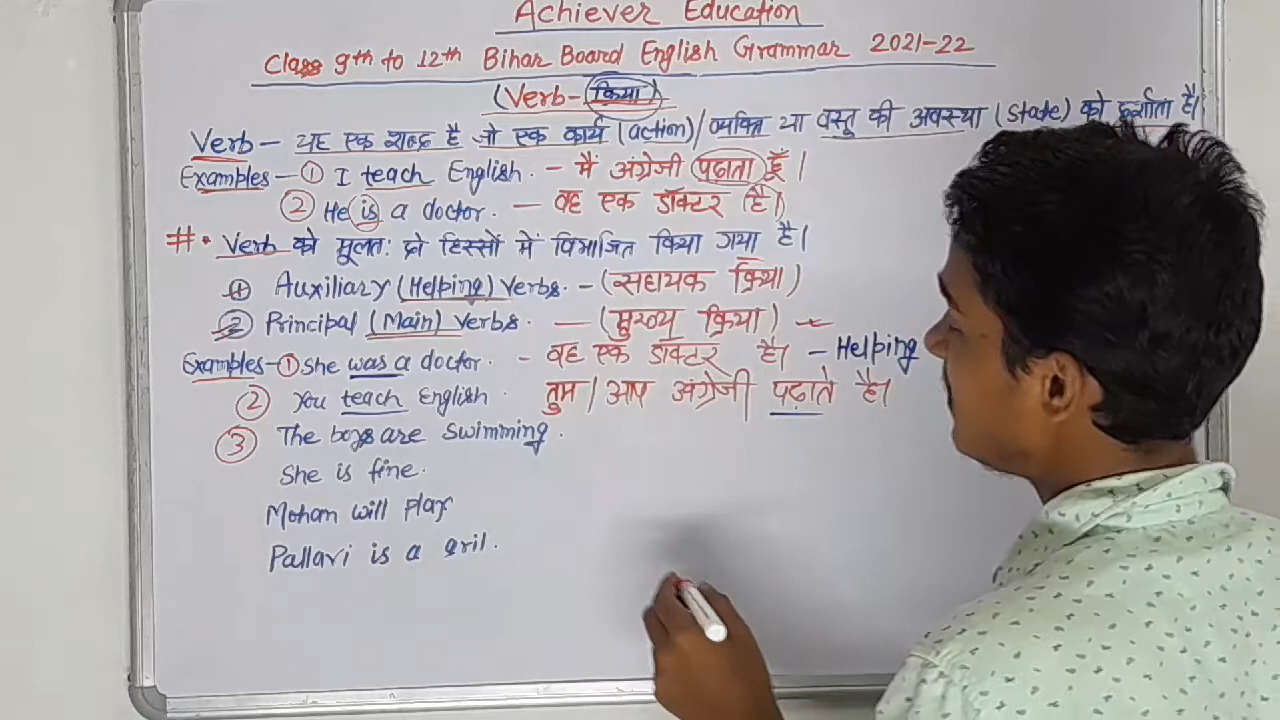 Achiever Education
Class 9th to 12th Bihar Board English Grammar 2021-22
(Verb- क्रिया)
Verb - यह एक शब्द है जो एक कार्य (action)/व्यक्ति या वस्तु की अवस्था (State) को दर्शाता है।
Examples - ① I teach English. - मैं अंग्रेजी पढ़ाता हूँ।
② He is a doctor. - वह एक डॉक्टर है।
# • Verb को मूलत: दो हिस्सों में विभाजित किया गया है।
① Auxiliary (Helping) Verbs. - (सहायक क्रिया)
② Principal (Main) Verbs. - (मुख्य क्रिया)
Examples - ① She was a doctor. - वह एक डॉक्टर है। - Helping
② You teach English. तुम/आप अंग्रेजी पढ़ाते है।
③ The boys are swimming.
She is fine.
Mohan will play
Pallavi is a gril.